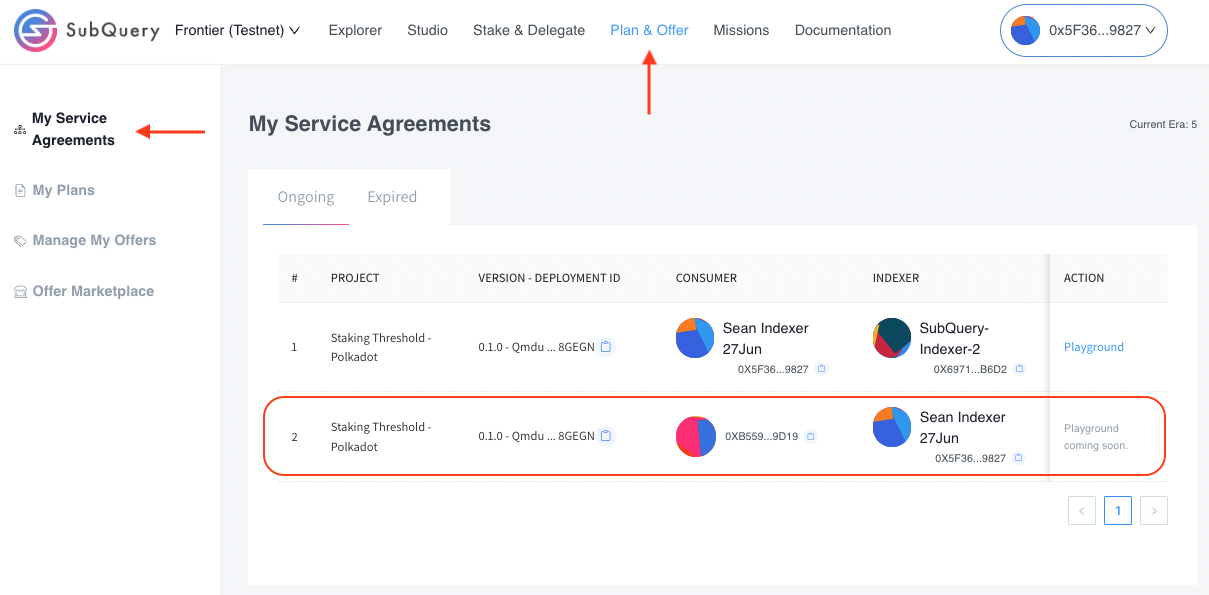 SubQuery
Frontier (Testnet)
Explorer
Studio
Stake & Delegate
Plan & Offer
Missions
Documentation
0x5F36...9827
My Service
Agreements
My Plans
Manage My Offers
Offer Marketplace
My Service Agreements
Current Era: 5
Ongoing
Expired
#
PROJECT
VERSION - DEPLOYMENT ID
CONSUMER
INDEXER
ACTION
1
Staking Threshold -
Polkadot
0.1.0 - Qmdu ... 8GEGN
Sean Indexer
27Jun
0X5F36...9827
SubQuery-
Indexer-2
0X6971...B6D2
Playground
2
Staking Threshold -
Polkadot
0.1.0 - Qmdu ... 8GEGN
0XB559...9D19
Sean Indexer
27Jun
0X5F36...9827
Playground
coming soon.
<
1
>